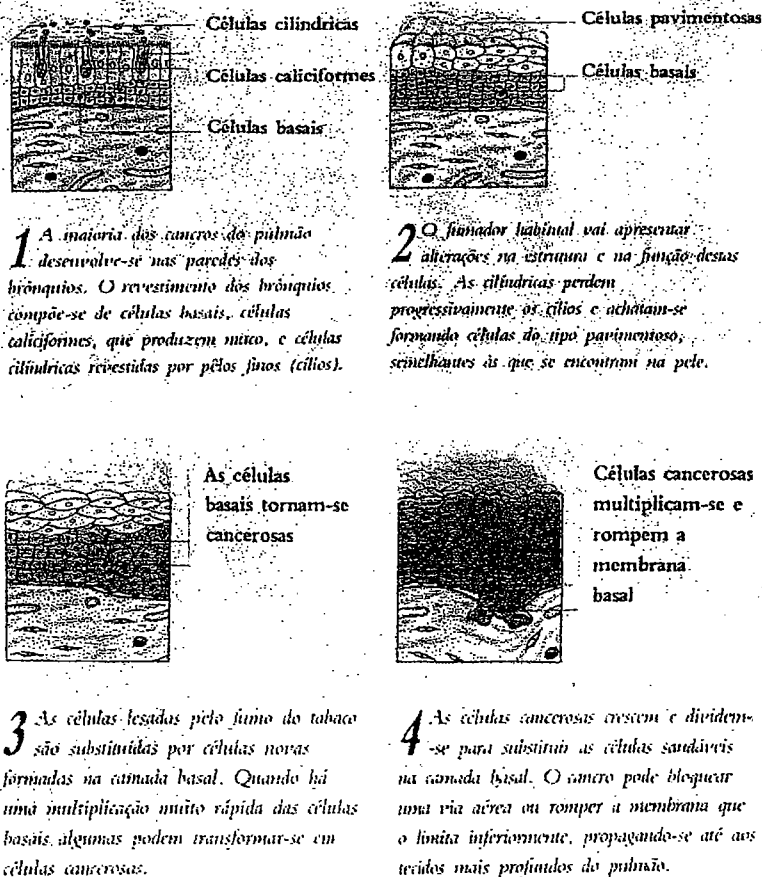 Células cilíndricas
Células caliciformes
Células basais
1 A maioria dos cancros do pulmão
desenvolve-se nas paredes dos
brônquios. O revestimento dos brônquios
compõe-se de células basais, células
caliciformes, que produzem muco, e células
cilíndricas revestidas por pêlos finos (cílios).
Células pavimentosas
Células basais
2 O fumador habitual vai apresentar
alterações na estrutura e na função destas
células. As cilíndricas perdem
progressivamente os cílios e achatam-se
formando células do tipo pavimentoso,
semelhantes às que se encontram na pele.
As células
basais tornam-se
cancerosas
3 As células lesadas pelo fumo do tabaco
são substituídas por células novas
formadas na camada basal. Quando há
uma multiplicação muito rápida das células
basais algumas podem transformar-se em
células cancerosas.
Células cancerosas
multiplicam-se e
rompem a
membrana
basal
4 As células cancerosas crescem e dividem-
-se para substituir as células saudáveis
na camada basal. O cancro pode bloquear
uma via aérea ou romper a membrana que
o limita inferiormente, propagando-se até aos
tecidos mais profundos do pulmão.